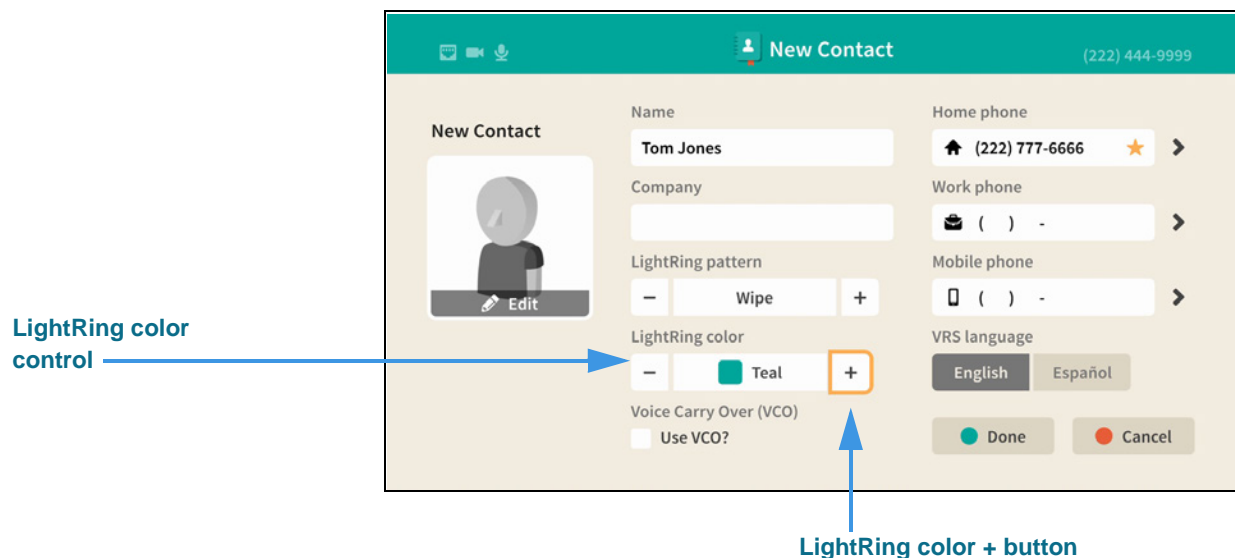 New Contact
(222) 444-9999
New Contact
Edit
Name
Tom Jones
Company
LightRing pattern
− Wipe +
LightRing color
− Teal +
Voice Carry Over (VCO)
Use VCO?
Home phone
(222) 777-6666
Work phone
( ) -
Mobile phone
( ) -
VRS language
English Español
Done Cancel
LightRing color
control
LightRing color + button